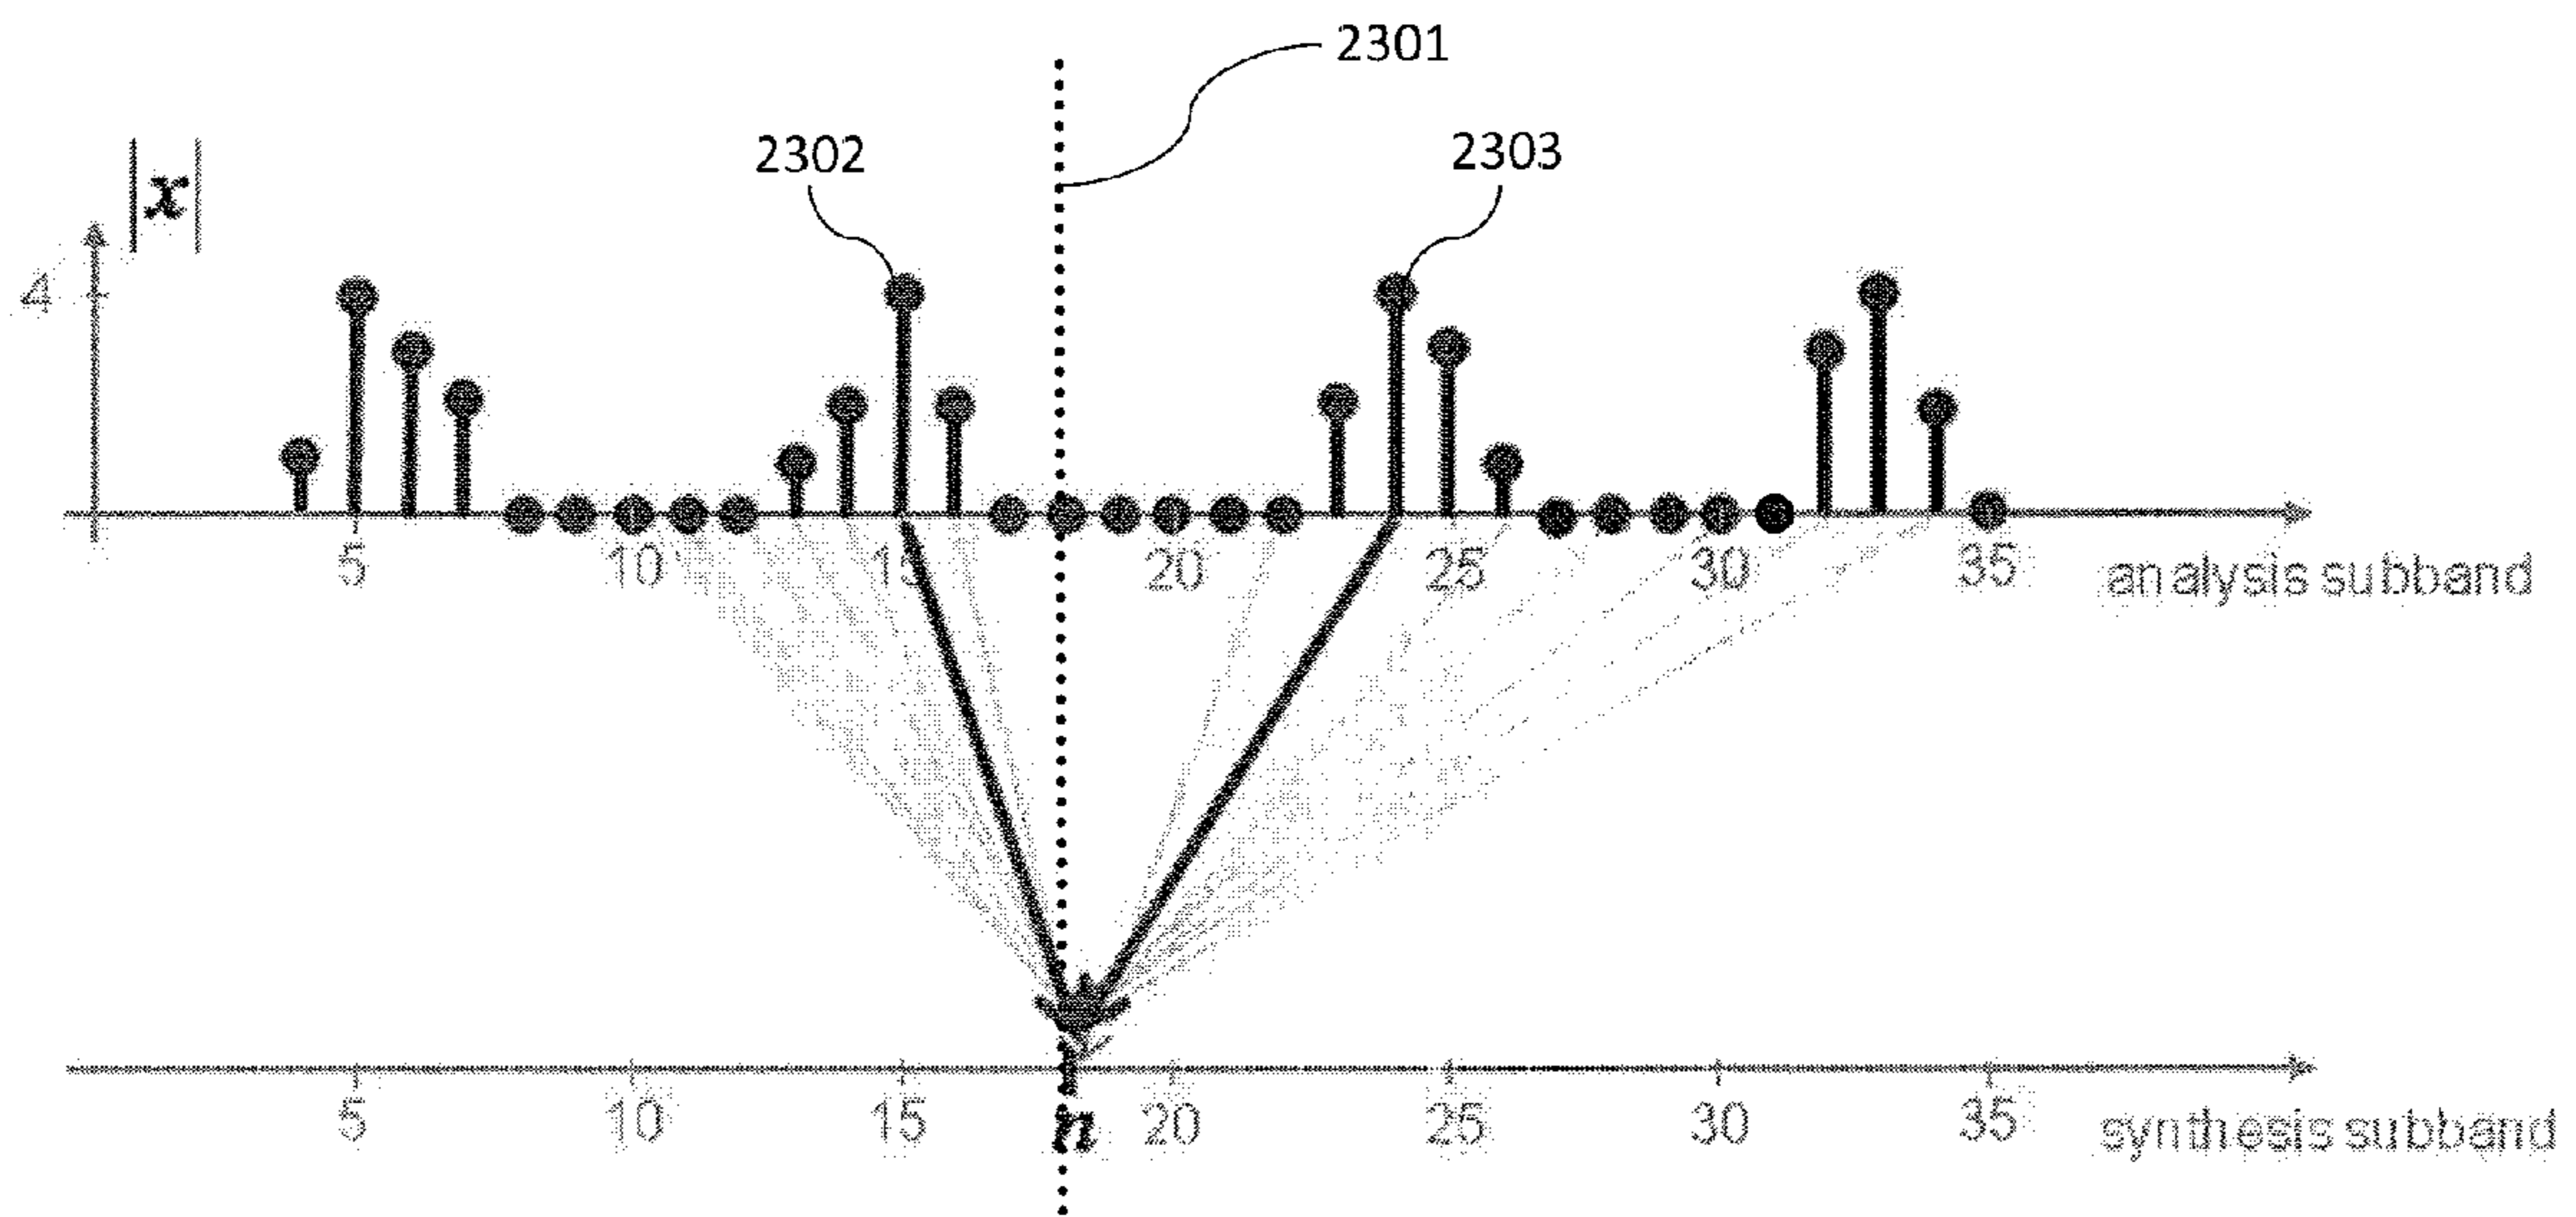 2301
2302
2303
|x|
4
5 10 15 20 25 30 35
analysis subband
5 10 15 n 20 25 30 35
synthesis subband